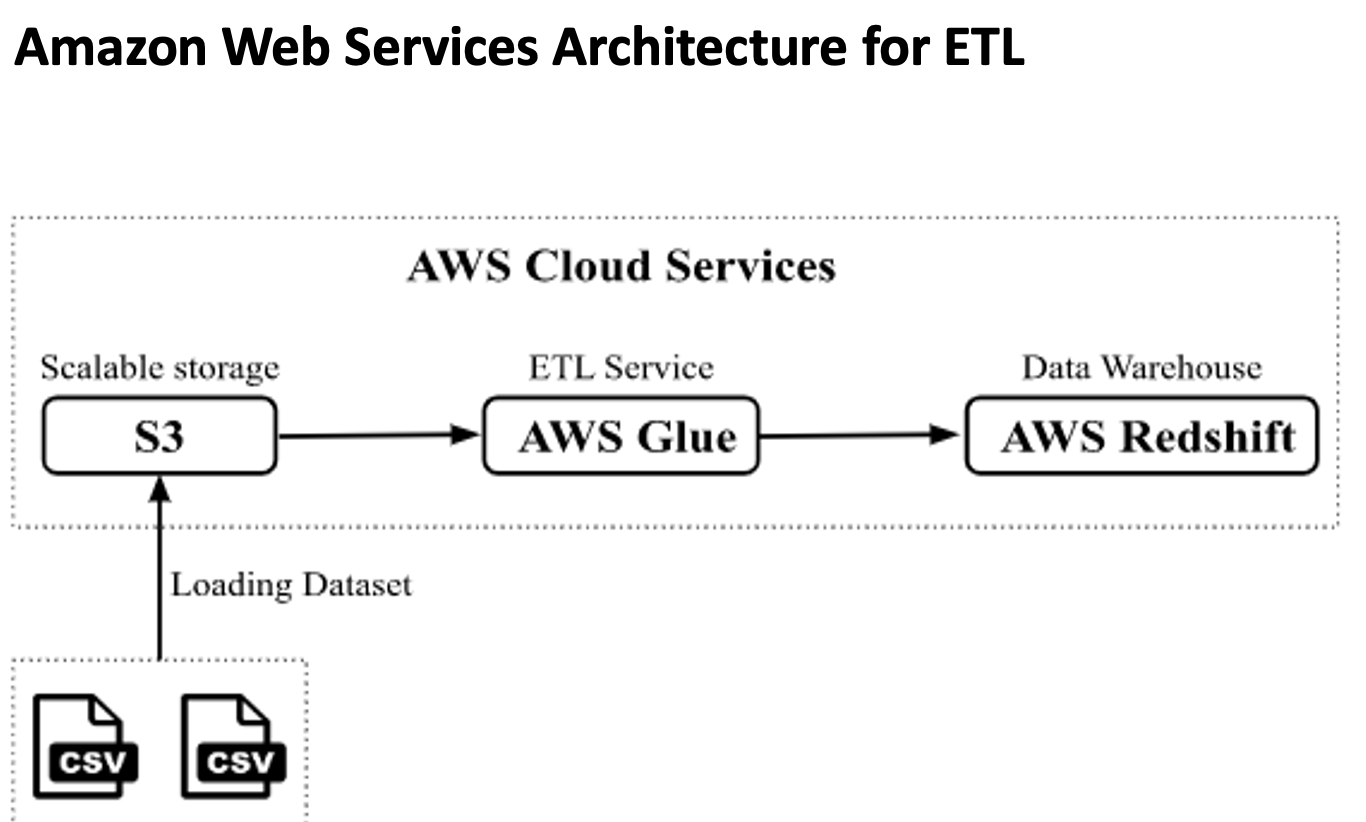 Amazon Web Services Architecture for ETL
AWS Cloud Services
Scalable storage
ETL Service
Data Warehouse
S3
AWS Glue
AWS Redshift
Loading Dataset
CSV
CSV